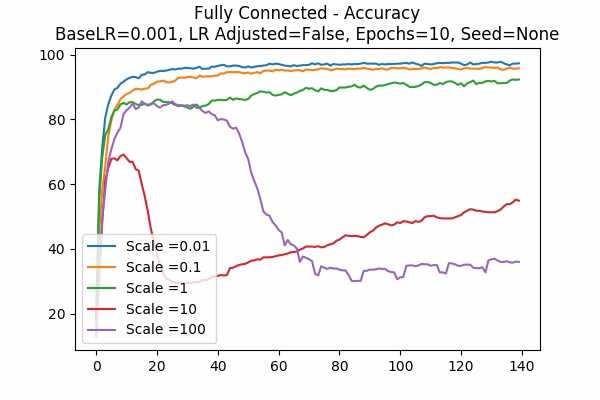 Fully Connected - Accuracy
BaseLR=0.001, LR Adjusted=False, Epochs=10, Seed=None
100
80
60
40
20
Scale =0.01
Scale =0.1
Scale =1
Scale =10
Scale =100
0 20 40 60 80 100 120 140